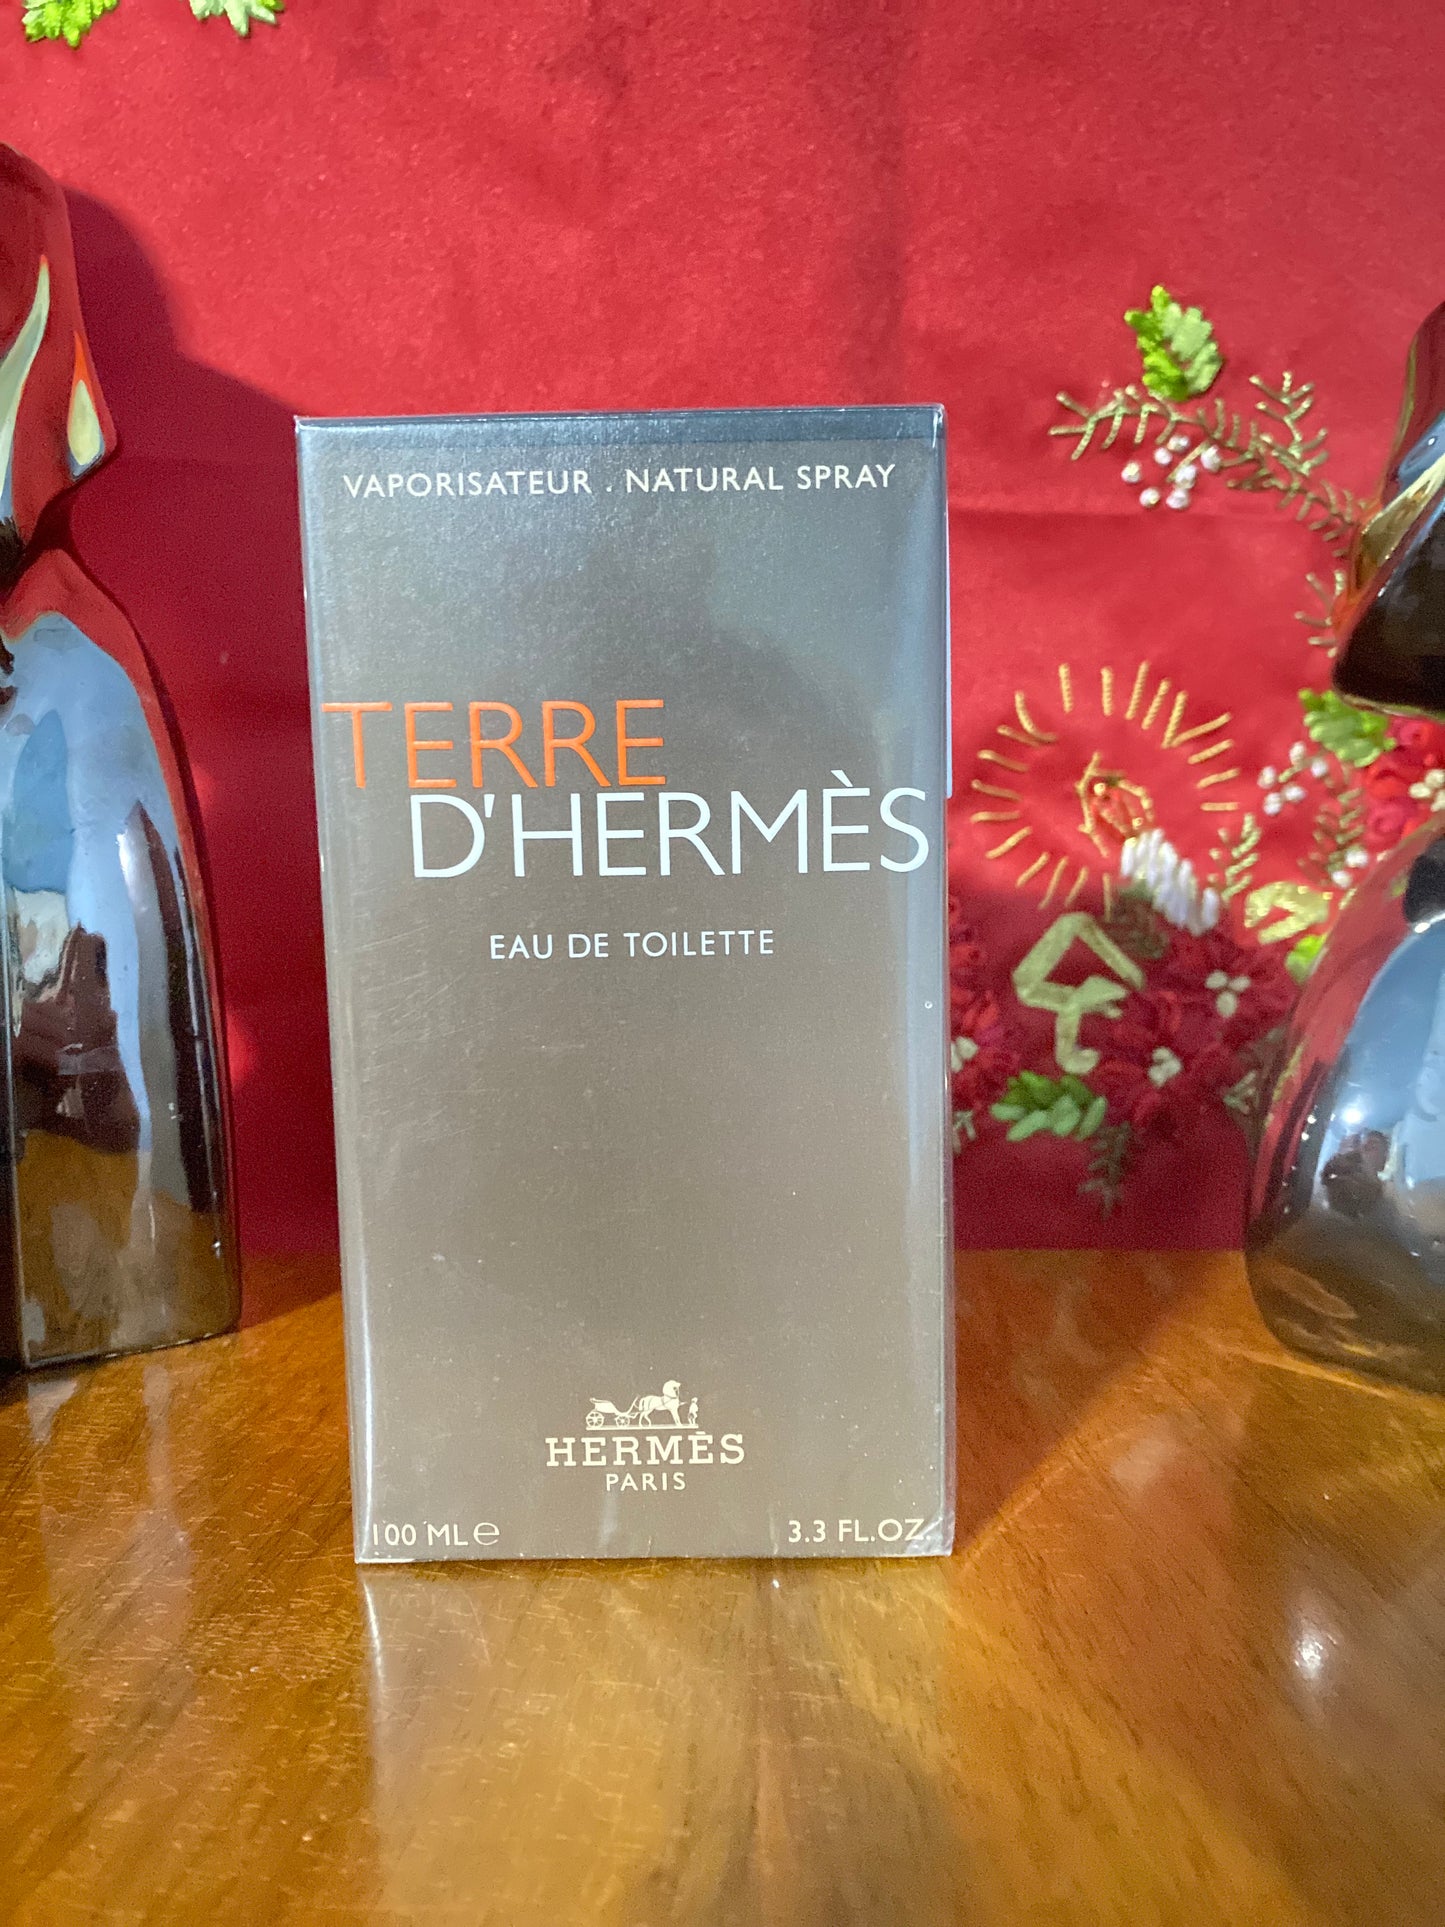 VAPORISATEUR . NATURAL SPRAY
TERRE
D'HERMÈS
EAU DE TOILETTE
HERMÈS
PARIS
100 ML ℮
3.3 FL.OZ.